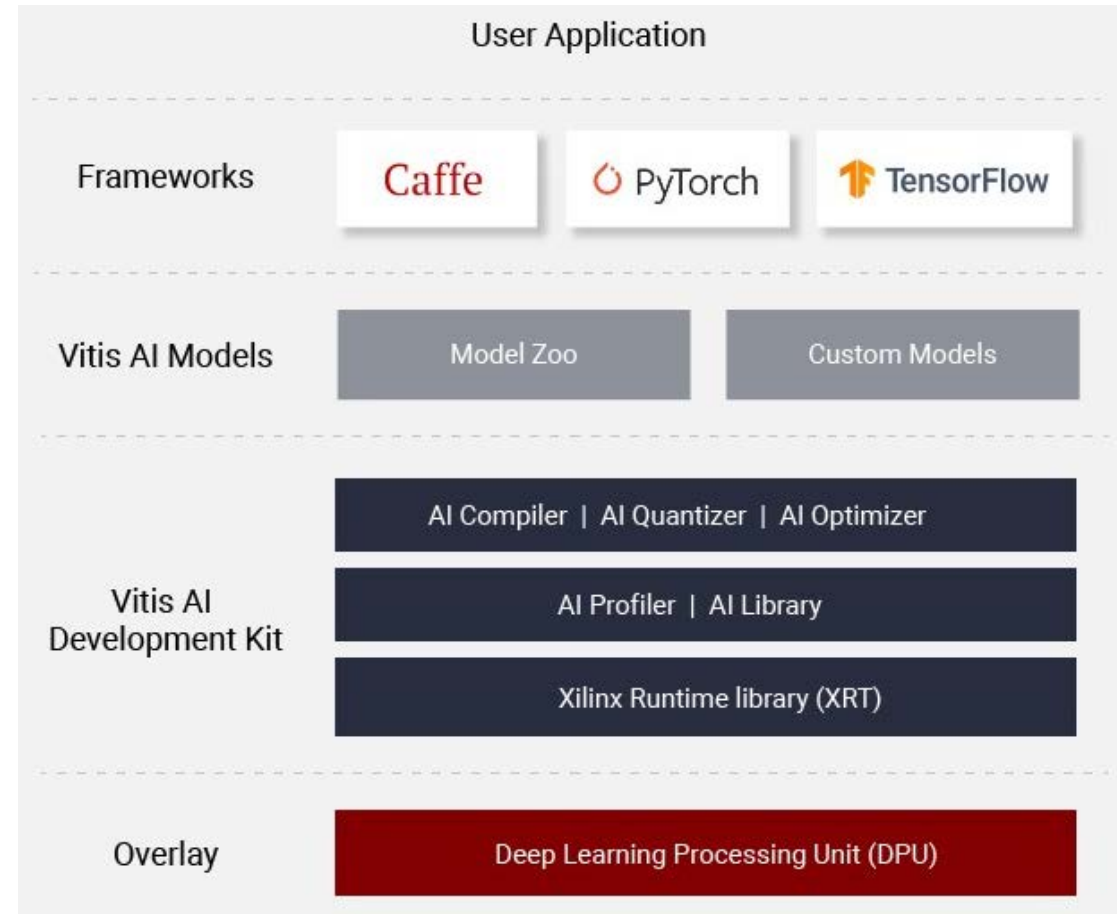 User Application
Frameworks
Caffe
PyTorch
TensorFlow
Vitis AI Models
Model Zoo
Custom Models
Vitis AI
Development Kit
AI Compiler | AI Quantizer | AI Optimizer
AI Profiler | AI Library
Xilinx Runtime library (XRT)
Overlay
Deep Learning Processing Unit (DPU)